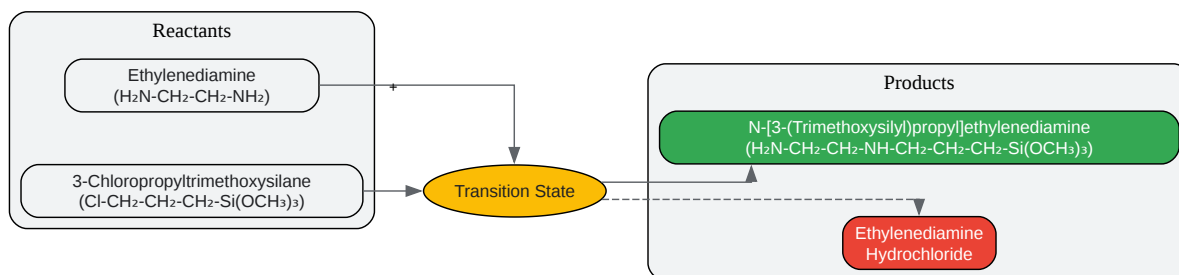 Reactants
Ethylenediamine
(H₂N-CH₂-CH₂-NH₂)
+
3-Chloropropyltrimethoxysilane
(Cl-CH₂-CH₂-CH₂-Si(OCH₃)₃)
Transition State
Products
N-[3-(Trimethoxysilyl)propyl]ethylenediamine
(H₂N-CH₂-CH₂-NH-CH₂-CH₂-CH₂-Si(OCH₃)₃)
Ethylenediamine
Hydrochloride